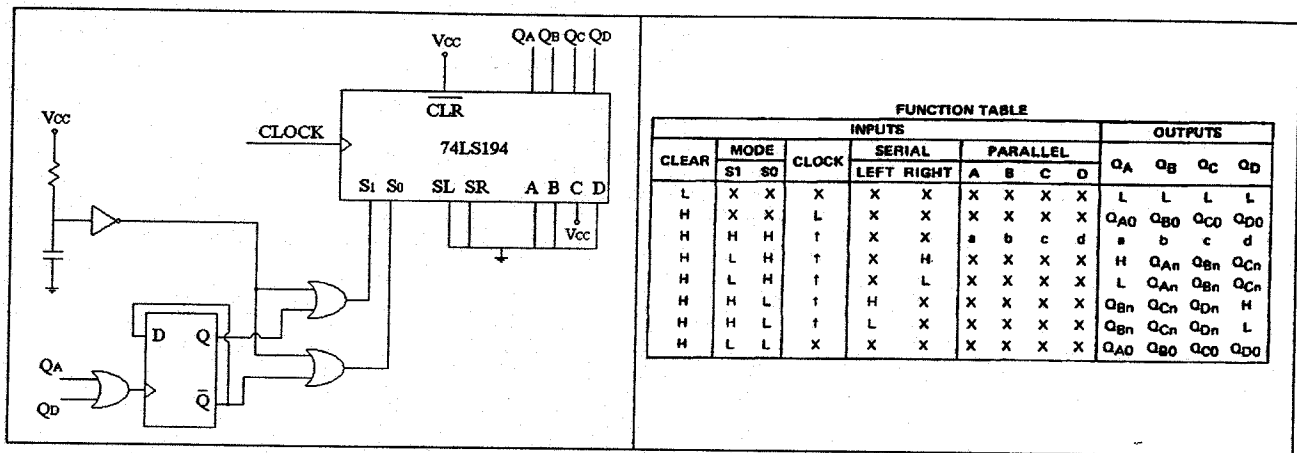 Vcc
QA QB QC QD
CLR
CLOCK
74LS194
S1 S0 SL SR A B C D
Vcc
Vcc
D Q
Q
QA
QD
FUNCTION TABLE
INPUTS OUTPUTS
CLEAR MODE CLOCK SERIAL PARALLEL QA QB QC QD
S1 S0 LEFT RIGHT A B C D
L X X X X X X X X X L L L L
H X X L X X X X X X QA0 QB0 QC0 QD0
H H H ↑ X X a b c d a b c d
H L H ↑ X H X X X X H QAn QBn QCn
H L H ↑ X L X X X X L QAn QBn QCn
H H L ↑ H X X X X X QBn QCn QDn H
H H L ↑ L X X X X X QBn QCn QDn L
H L L X X X X X X X QA0 QB0 QC0 QD0